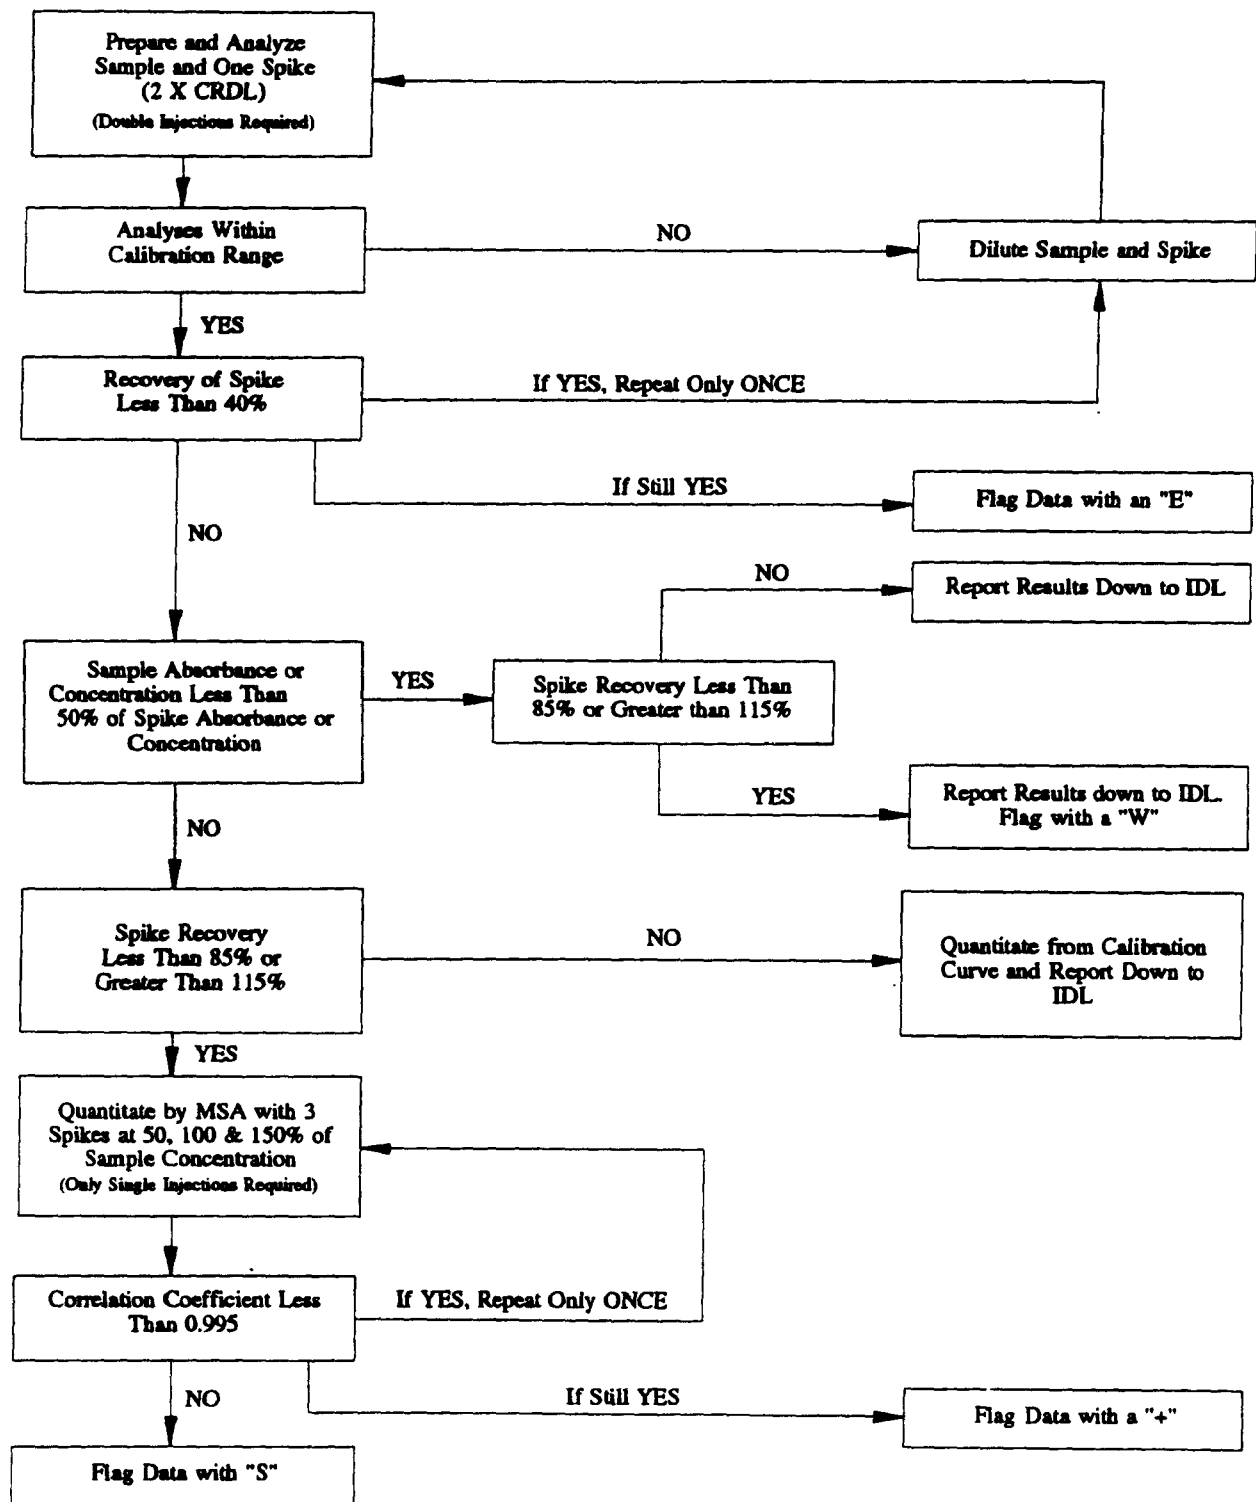 Prepare and Analyze
Sample and One Spike
(2 X CRDL)
(Double Injections Required)
Analyses Within
Calibration Range
NO
Dilute Sample and Spike
YES
Recovery of Spike
Less Than 40%
If YES, Repeat Only ONCE
If Still YES
Flag Data with an "E"
NO
NO
Report Results Down to IDL
Sample Absorbance or
Concentration Less Than
50% of Spike Absorbance or
Concentration
YES
Spike Recovery Less Than
85% or Greater than 115%
YES
Report Results down to IDL.
Flag with a "W"
NO
Spike Recovery
Less Than 85% or
Greater Than 115%
NO
Quantitate from Calibration
Curve and Report Down to
IDL
YES
Quantitate by MSA with 3
Spikes at 50, 100 & 150% of
Sample Concentration
(Only Single Injections Required)
Correlation Coefficient Less
Than 0.995
If YES, Repeat Only ONCE
NO
If Still YES
Flag Data with a "+"
Flag Data with "S"